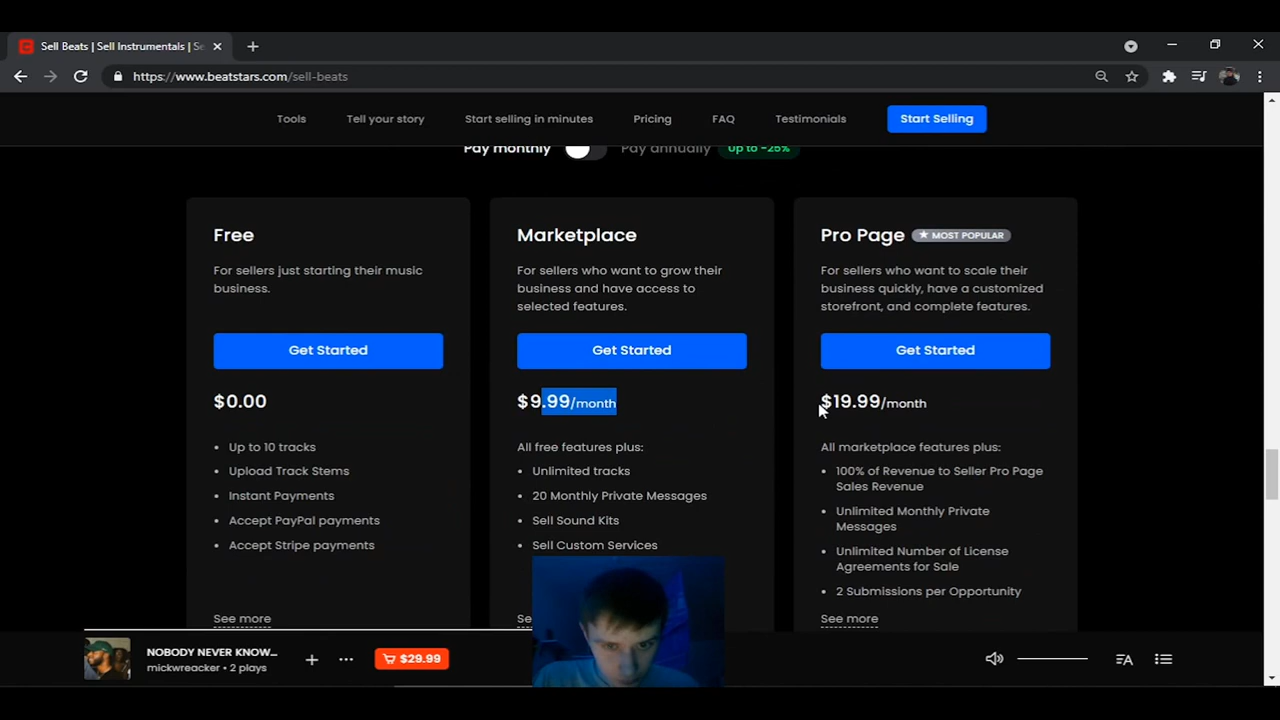 Sell Beats | Sell Instrumentals | Se
https://www.beatstars.com/sell-beats
Tools
Tell your story
Start selling in minutes
Pricing
FAQ
Testimonials
Start Selling
Pay monthly
Pay annually
Up to -25%
Free
For sellers just starting their music
business.
Get Started
$0.00
• Up to 10 tracks
• Upload Track Stems
• Instant Payments
• Accept PayPal payments
• Accept Stripe payments
See more
Marketplace
For sellers who want to grow their
business and have access to
selected features.
Get Started
$9.99/month
All free features plus:
• Unlimited tracks
• 20 Monthly Private Messages
• Sell Sound Kits
• Sell Custom Services
Se
Pro Page
★ MOST POPULAR
For sellers who want to scale their
business quickly, have a customized
storefront, and complete features.
Get Started
$19.99/month
All marketplace features plus:
• 100% of Revenue to Seller Pro Page
Sales Revenue
• Unlimited Monthly Private
Messages
• Unlimited Number of License
Agreements for Sale
• 2 Submissions per Opportunity
See more
NOBODY NEVER KNOW...
mickwreacker • 2 plays
$29.99